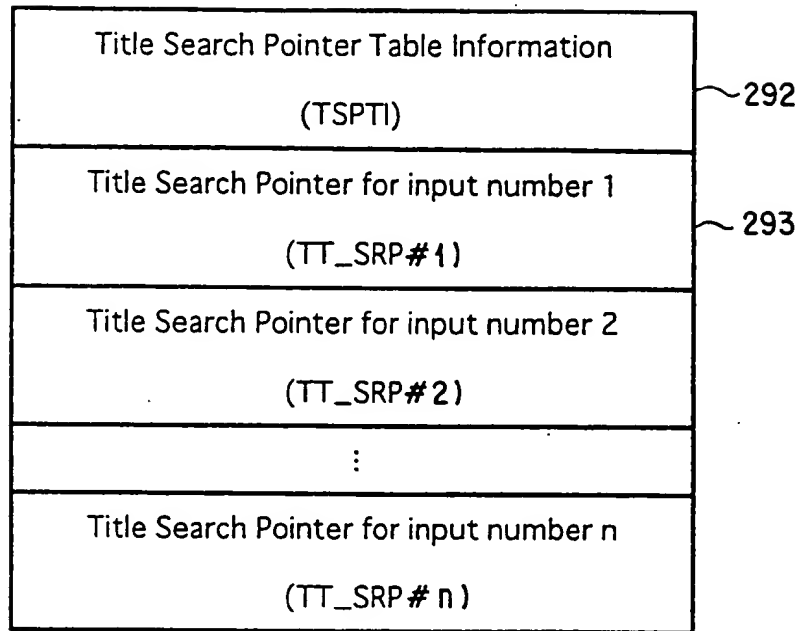 Title Search Pointer Table Information
(TSPTI)
292
Title Search Pointer for input number 1
(TT_SRP#1)
293
Title Search Pointer for input number 2
(TT_SRP#2)
⋮
Title Search Pointer for input number n
(TT_SRP#n)